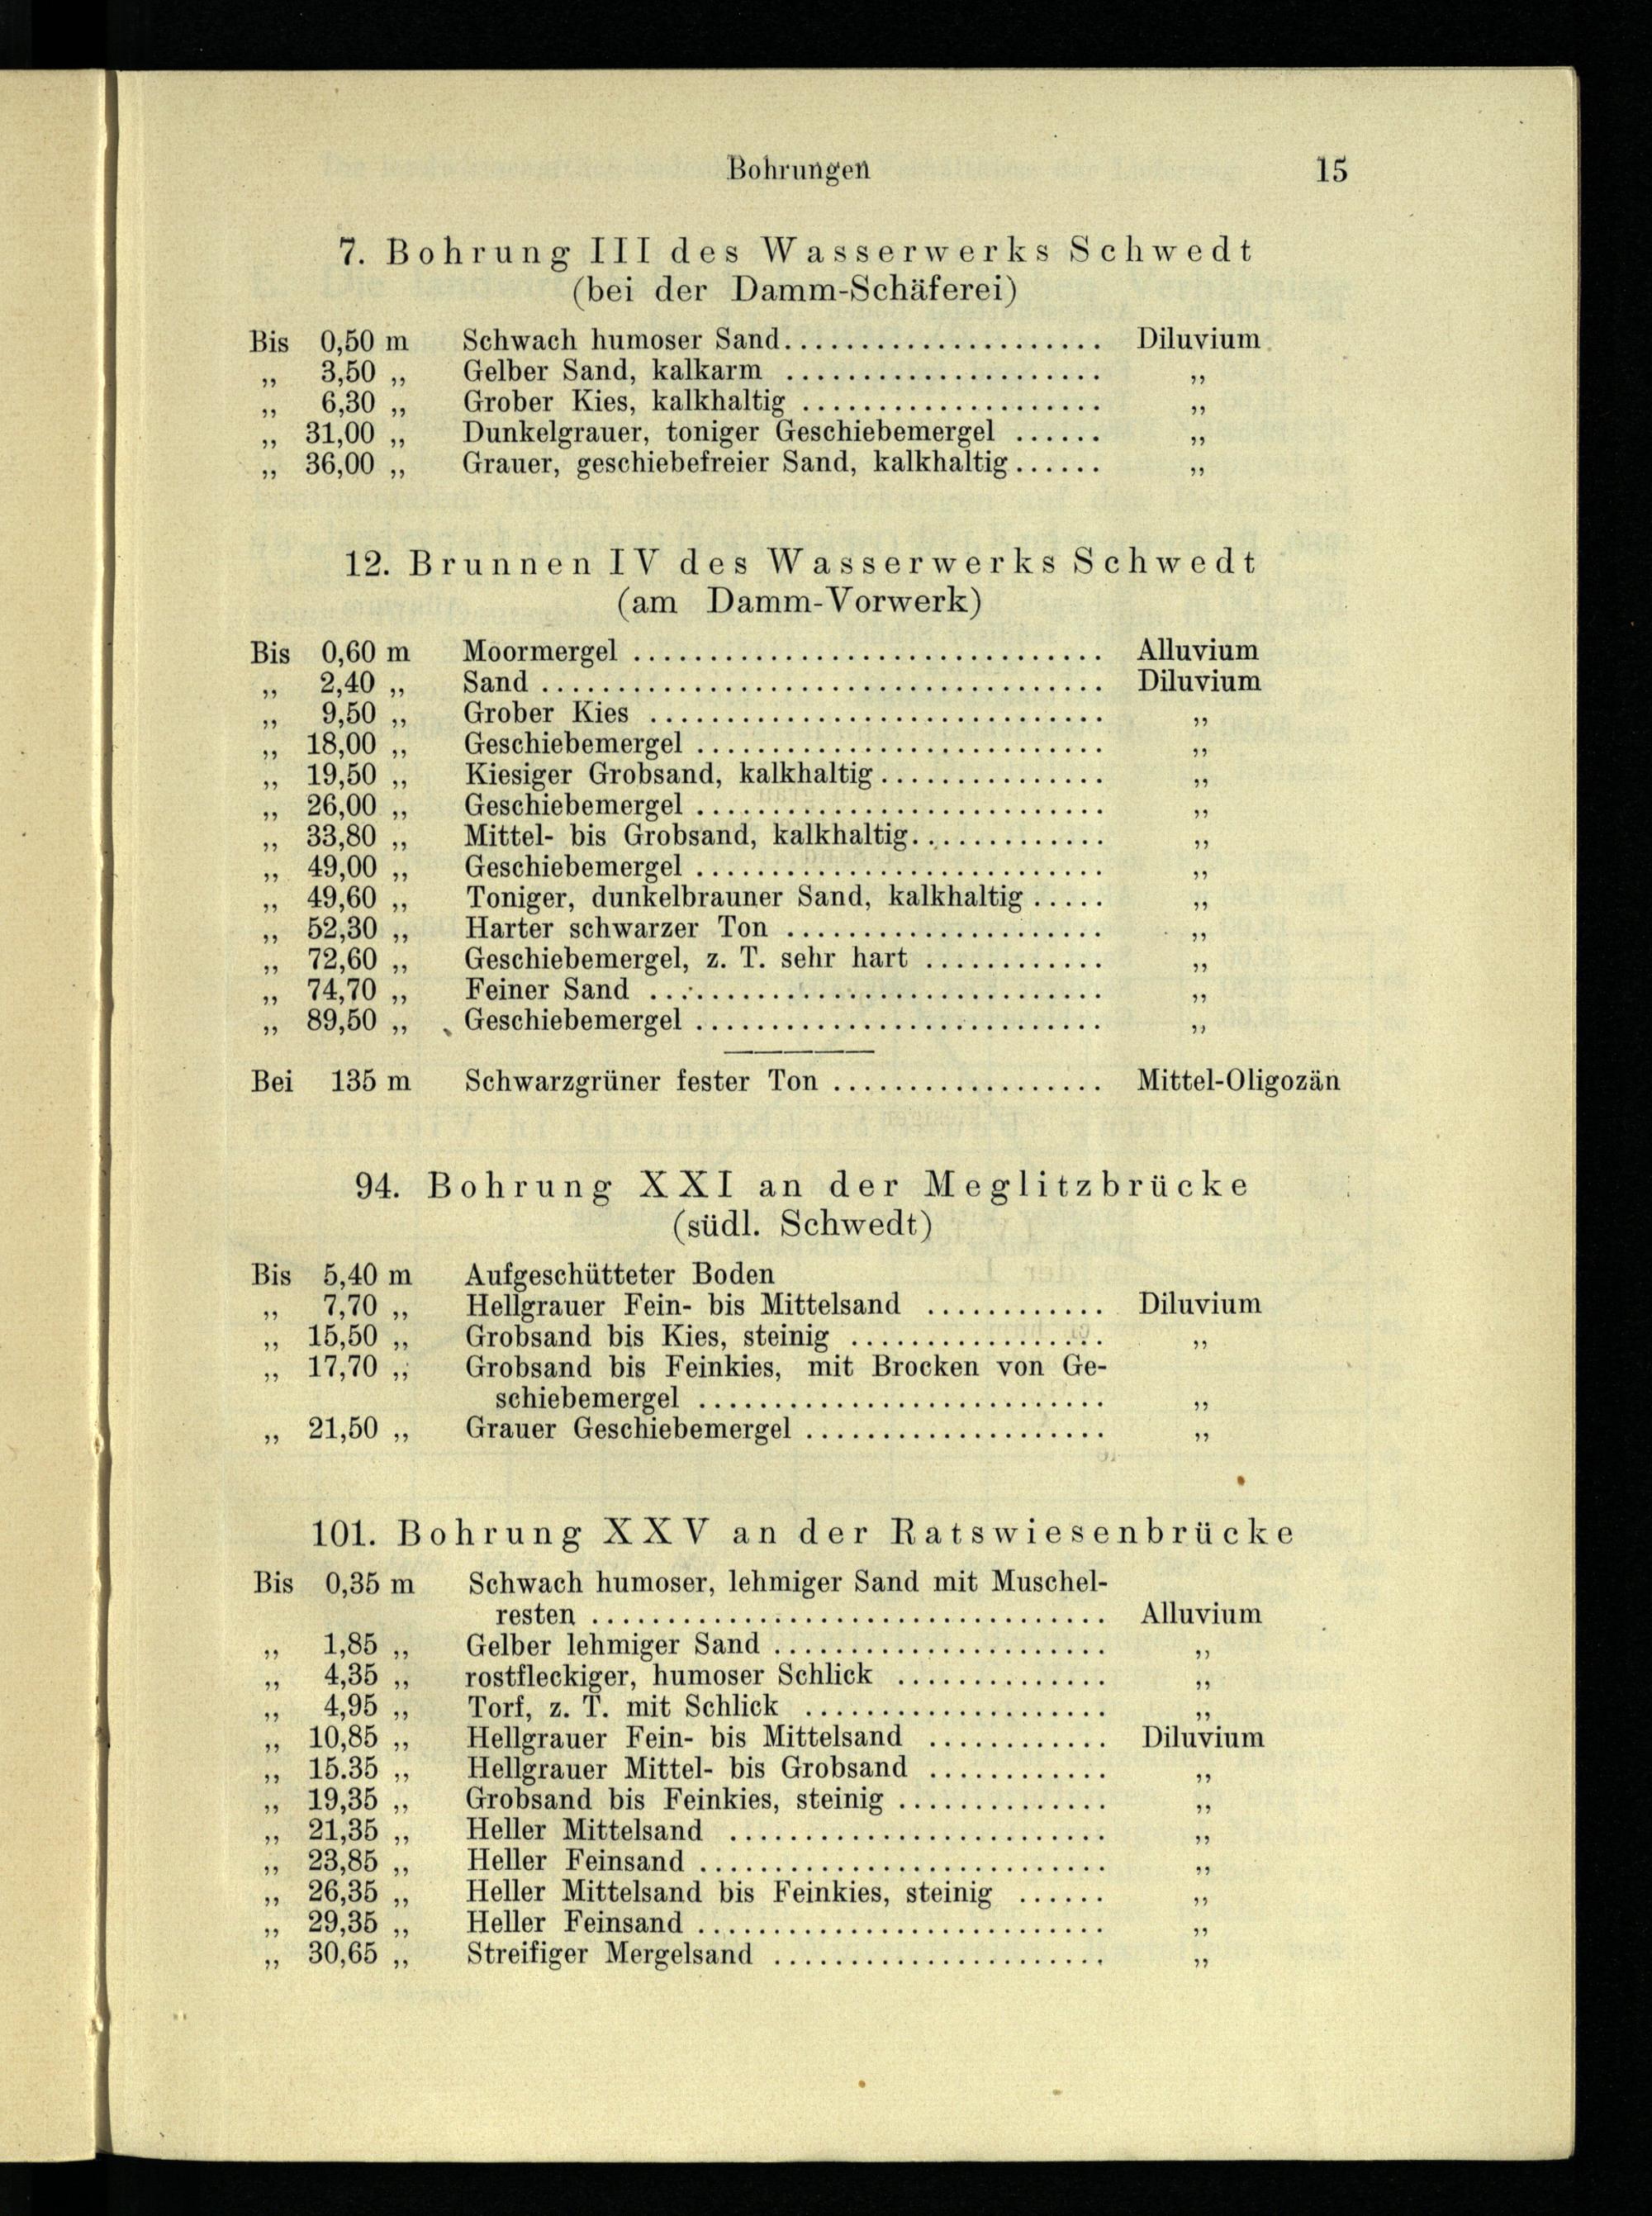 Bohrungen 15
7. Bohrung III des Wasserwerks Schwedt
(bei der Damm-Schäferei)
Bis 0,50 m Schwach humoser Sand..................... Diluvium
„ 3,50 „ Gelber Sand, kalkarm ..................... „
„ 6,30 „ Grober Kies, kalkhaltig .................... „
„ 31,00 „ Dunkelgrauer, toniger Geschiebemergel ...... „
„ 36,00 „ Grauer, geschiebefreier Sand, kalkhaltig...... „
12. Brunnen IV des Wasserwerks Schwedt
(am Damm-Vorwerk)
Bis 0,60 m Moormergel ............................... Alluvium
„ 2,40 „ Sand ..................................... Diluvium
„ 9,50 „ Grober Kies .............................. „
„ 18,00 „ Geschiebemergel ........................... „
„ 19,50 „ Kiesiger Grobsand, kalkhaltig............... „
„ 26,00 „ Geschiebemergel ........................... „
„ 33,80 „ Mittel- bis Grobsand, kalkhaltig............. „
„ 49,00 „ Geschiebemergel ........................... „
„ 49,60 „ Toniger, dunkelbrauner Sand, kalkhaltig ..... „
„ 52,30 „ Harter schwarzer Ton ..................... „
„ 72,60 „ Geschiebemergel, z. T. sehr hart ............ „
„ 74,70 „ Feiner Sand .............................. „
„ 89,50 „ Geschiebemergel ........................... „
Bei 135 m Schwarzgrüner fester Ton .................. Mittel-Oligozän
94. Bohrung XXI an der Meglitzbrücke
(südl. Schwedt)
Bis 5,40 m Aufgeschütteter Boden
„ 7,70 „ Hellgrauer Fein- bis Mittelsand ............ Diluvium
„ 15,50 „ Grobsand bis Kies, steinig ................. „
„ 17,70 „ Grobsand bis Feinkies, mit Brocken von Ge-
schiebemergel ........................... „
„ 21,50 „ Grauer Geschiebemergel .................... „
101. Bohrung XXV an der Ratswiesenbrücke
Bis 0,35 m Schwach humoser, lehmiger Sand mit Muschel-
resten .................................. Alluvium
„ 1,85 „ Gelber lehmiger Sand ...................... „
„ 4,35 „ rostfleckiger, humoser Schlick .............. „
„ 4,95 „ Torf, z. T. mit Schlick .................... „
„ 10,85 „ Hellgrauer Fein- bis Mittelsand ............ Diluvium
„ 15.35 „ Hellgrauer Mittel- bis Grobsand ............ „
„ 19,35 „ Grobsand bis Feinkies, steinig .............. „
„ 21,35 „ Heller Mittelsand ......................... „
„ 23,85 „ Heller Feinsand ........................... „
„ 26,35 „ Heller Mittelsand bis Feinkies, steinig ...... „
„ 29,35 „ Heller Feinsand ........................... „
„ 30,65 „ Streifiger Mergelsand ...................... „